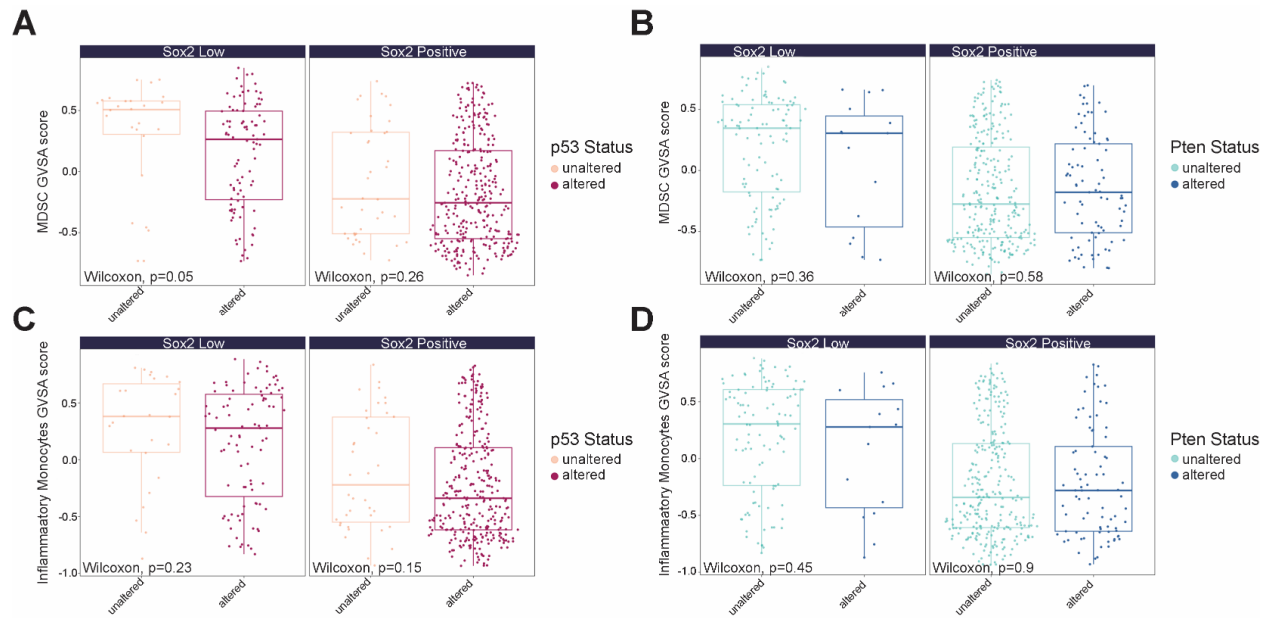 A
Sox2 Low
Sox2 Positive
MDSC GVSA score
0.5
0.0
-0.5
Wilcoxon, p=0.05
Wilcoxon, p=0.26
unaltered
altered
unaltered
altered
p53 Status
unaltered
altered
B
Sox2 Low
Sox2 Positive
MDSC GVSA score
0.5
0.0
-0.5
Wilcoxon, p=0.36
Wilcoxon, p=0.58
unaltered
altered
unaltered
altered
Pten Status
unaltered
altered
C
Sox2 Low
Sox2 Positive
Inflammaatory Monocytes GVSA score
0.5
0.0
-0.5
-1.0
Wilcoxon, p=0.23
Wilcoxon, p=0.15
unaltered
altered
unaltered
altered
p53 Status
unaltered
altered
D
Sox2 Low
Sox2 Positive
Inflammaatory Monocytes GVSA score
0.5
0.0
-0.5
-1.0
Wilcoxon, p=0.45
Wilcoxon, p=0.9
unaltered
altered
unaltered
altered
Pten Status
unaltered
altered